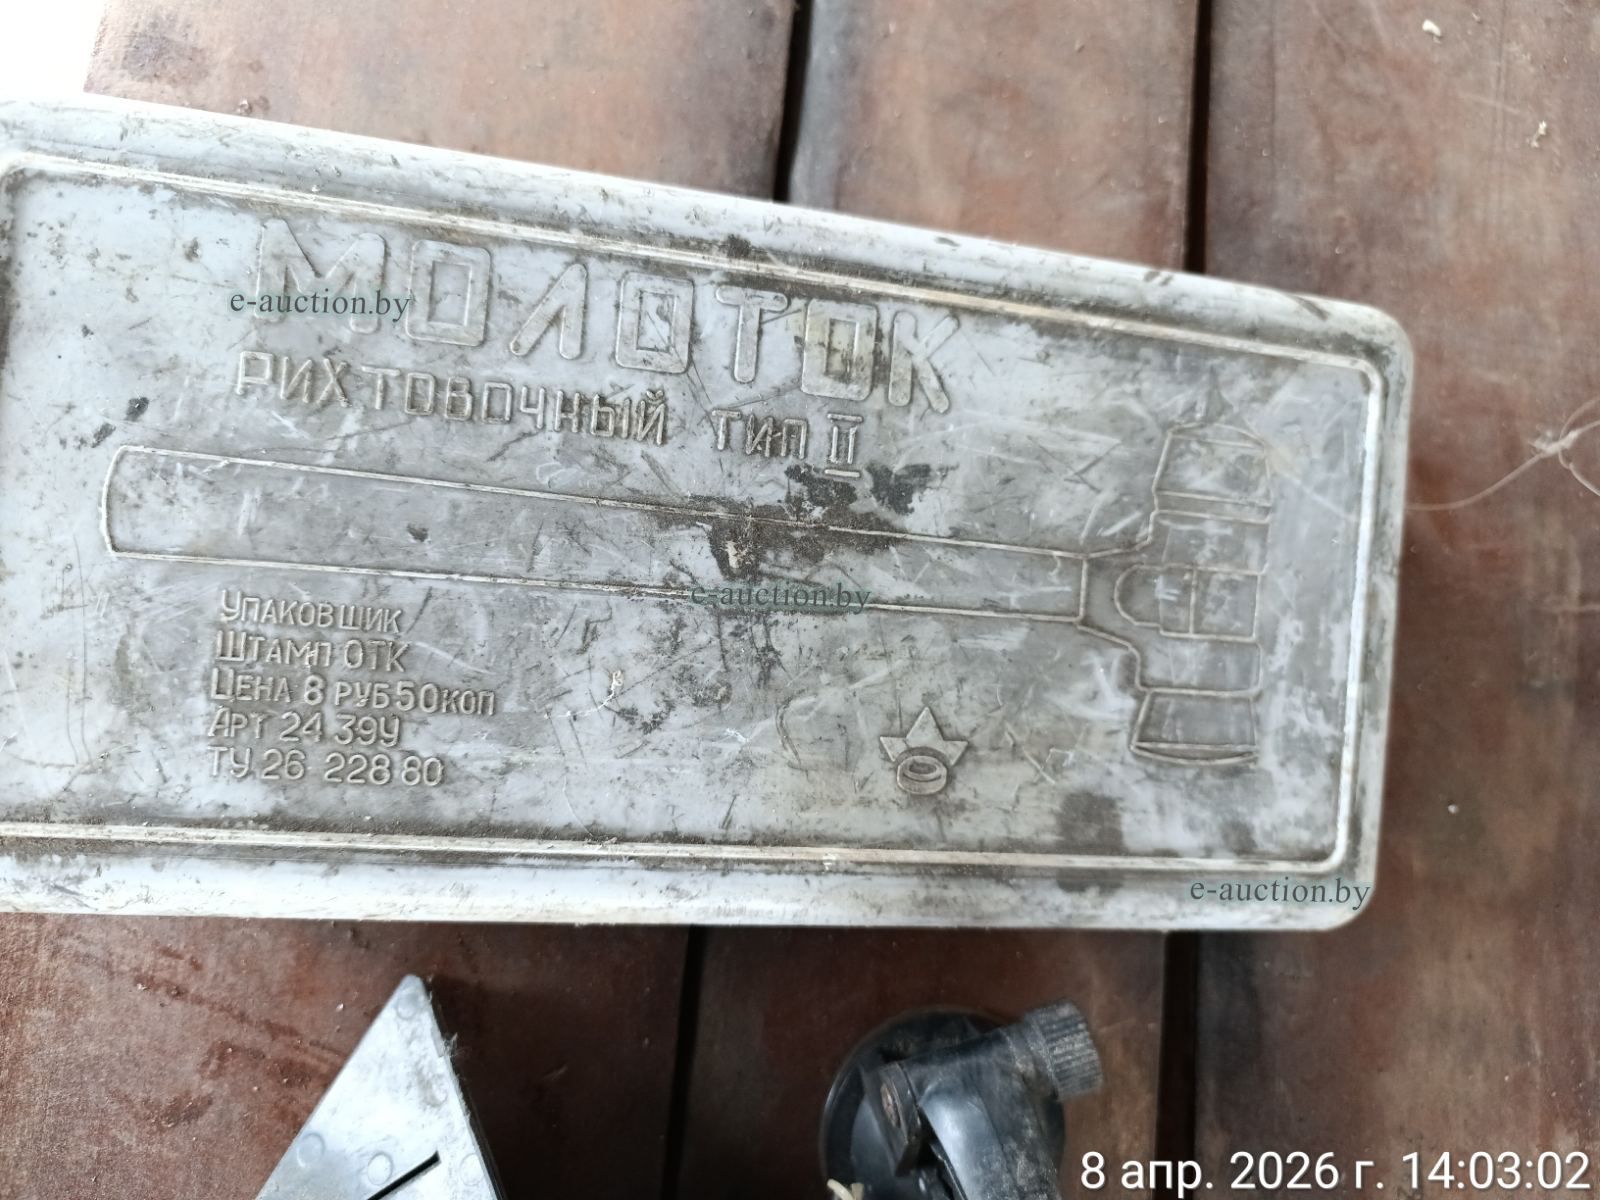 МОЛОТОК
РИХТОВОЧНЫЙ ТИП II
УПАКОВЩИК
ШТАМП ОТК
ЦЕНА 8 РУБ 50 КОП
АРТ 24 39У
ТУ 26 228 80
e-auction.by
e-auction.by
e-auction.by
8 апр. 2026 г. 14:03:02